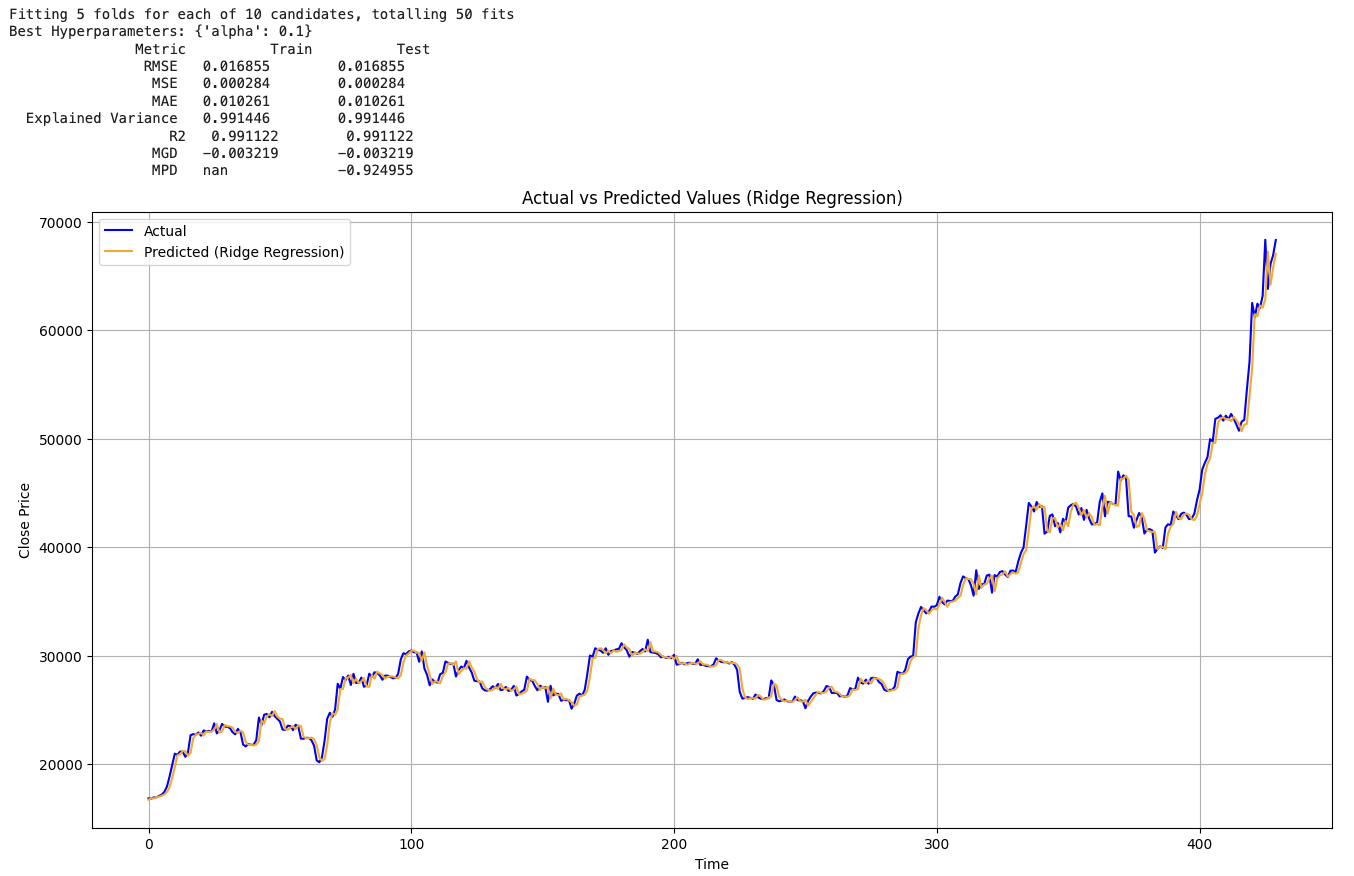 Fitting 5 folds for each of 10 candidates, totalling 50 fits
Best Hyperparameters: {'alpha': 0.1}
Metric Train Test
RMSE 0.016855 0.016855
MSE 0.000284 0.000284
MAE 0.010261 0.010261
Explained Variance 0.991446 0.991446
R2 0.991122 0.991122
MGD −0.003219 −0.003219
MPD nan −0.924955
Actual vs Predicted Values (Ridge Regression)
Actual
Predicted (Ridge Regression)
Close Price
70000
60000
50000
40000
30000
20000
0 100 200 300 400
Time